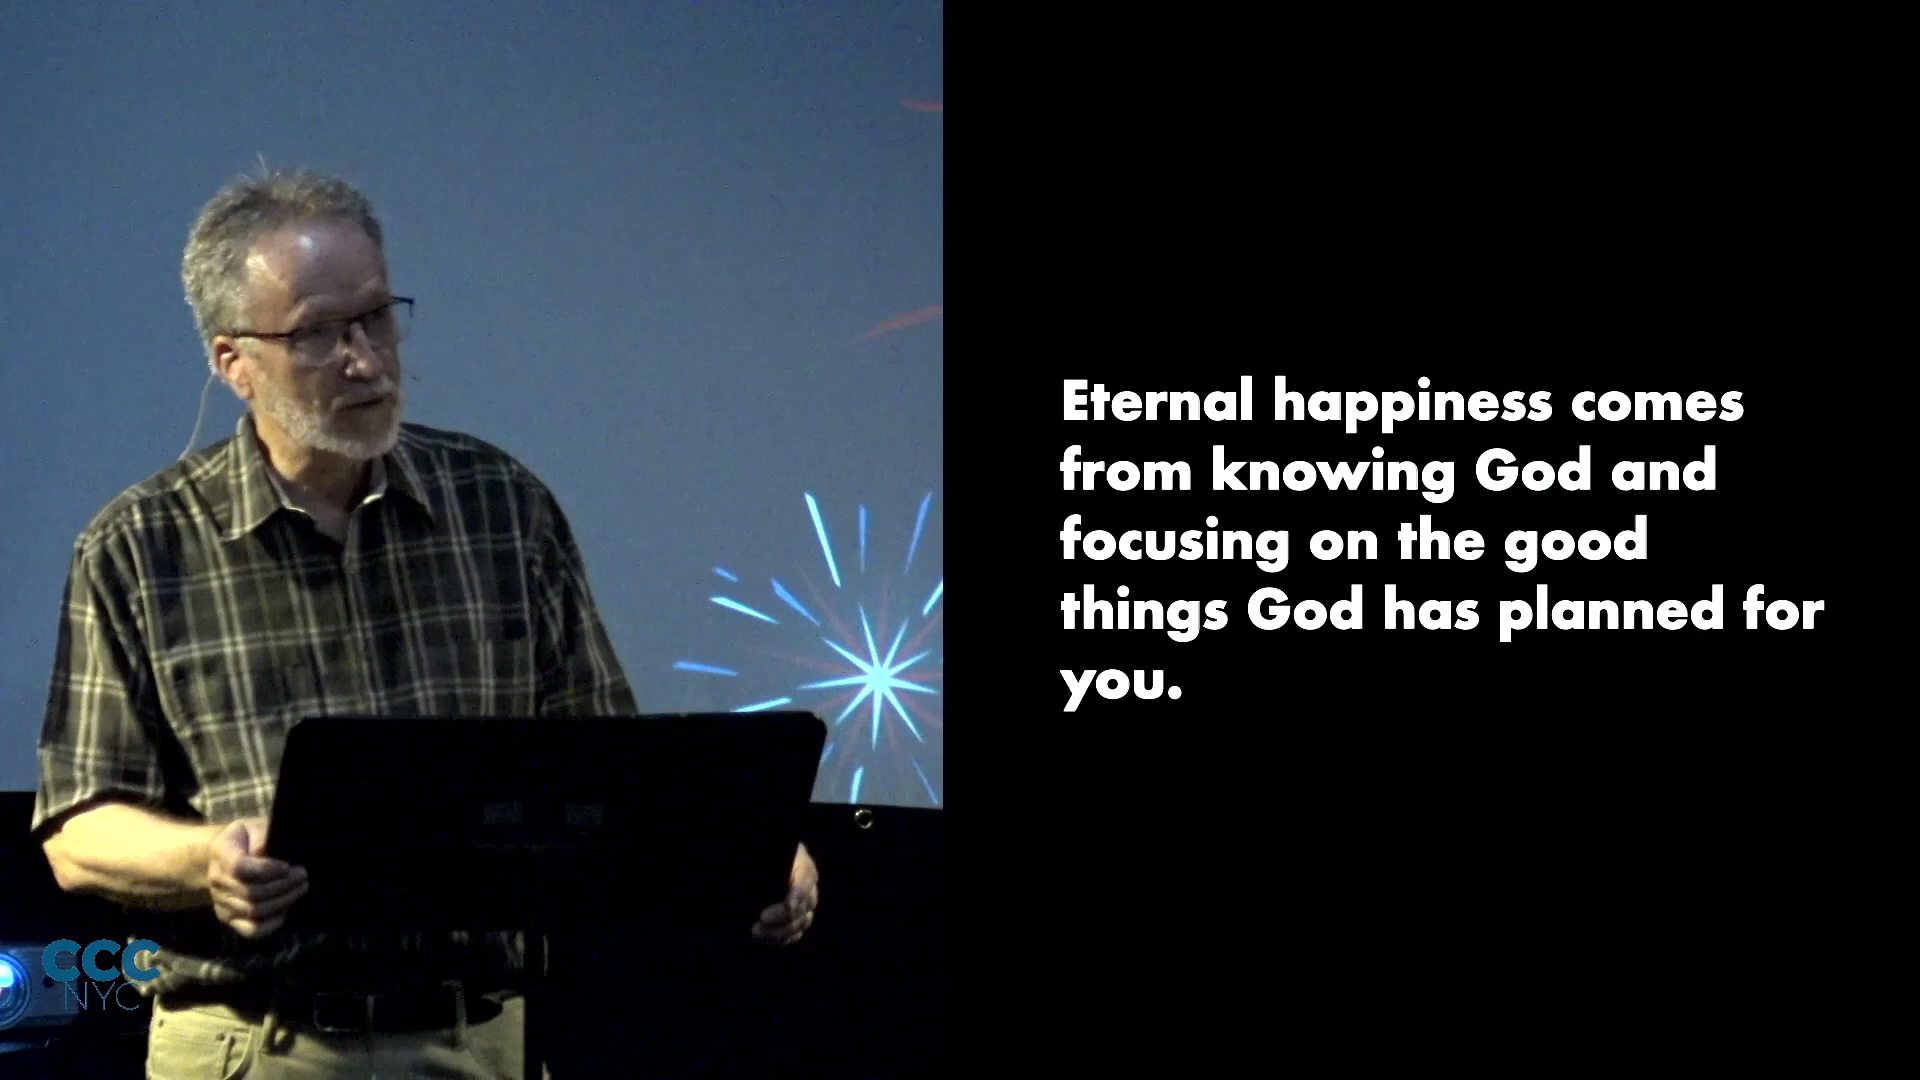 Eternal happiness comes
from knowing God and
focusing on the good
things God has planned for
you.
CCC
NYC